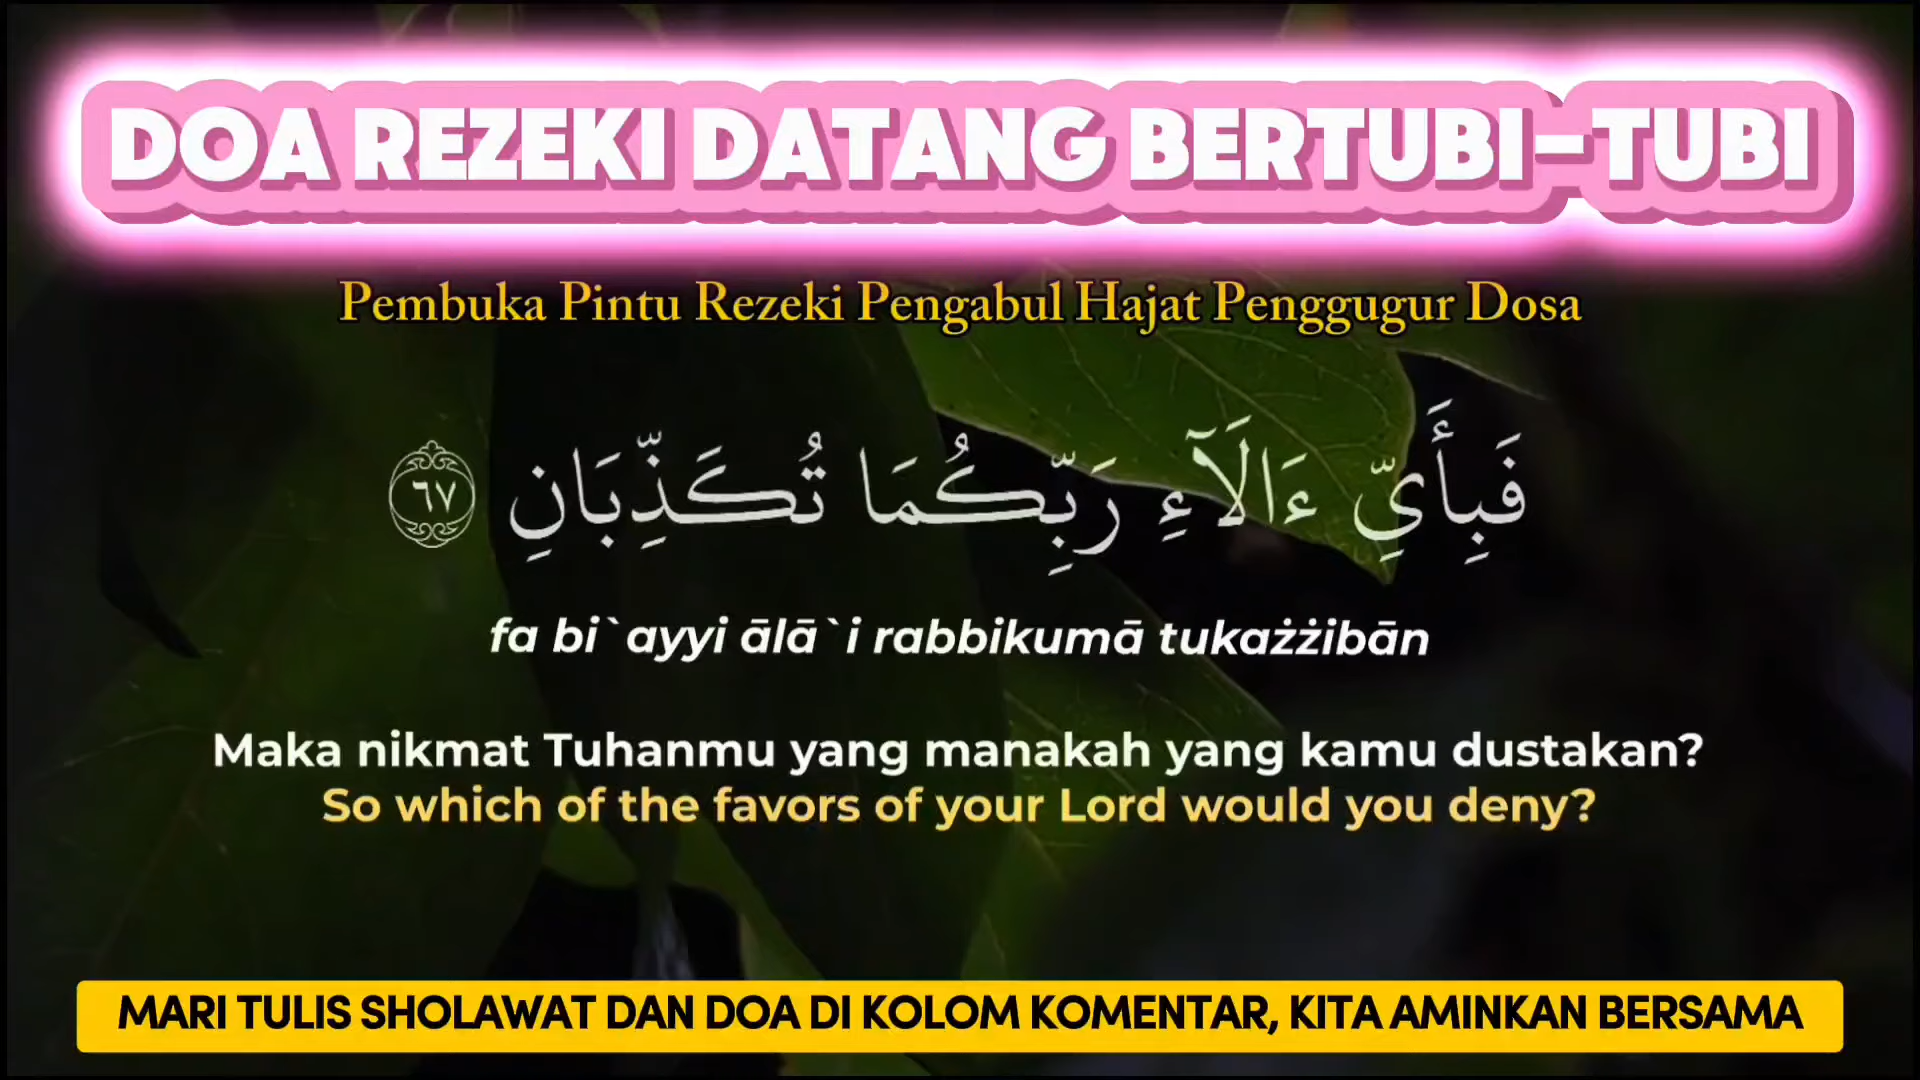 DOA REZEKI DATANG BERTUBI-TUBI
Pembuka Pintu Rezeki Pengabul Hajat Penggugur Dosa
فَبِأَيِّ ءَالَآءِ رَبِّكُمَا تُكَذِّبَانِ ٦٧
fa bi`ayyi ālā`i rabbikumā tukażżibān
Maka nikmat Tuhanmu yang manakah yang kamu dustakan?
So which of the favors of your Lord would you deny?
MARI TULIS SHOLAWAT DAN DOA DI KOLOM KOMENTAR, KITA AMINKAN BERSAMA